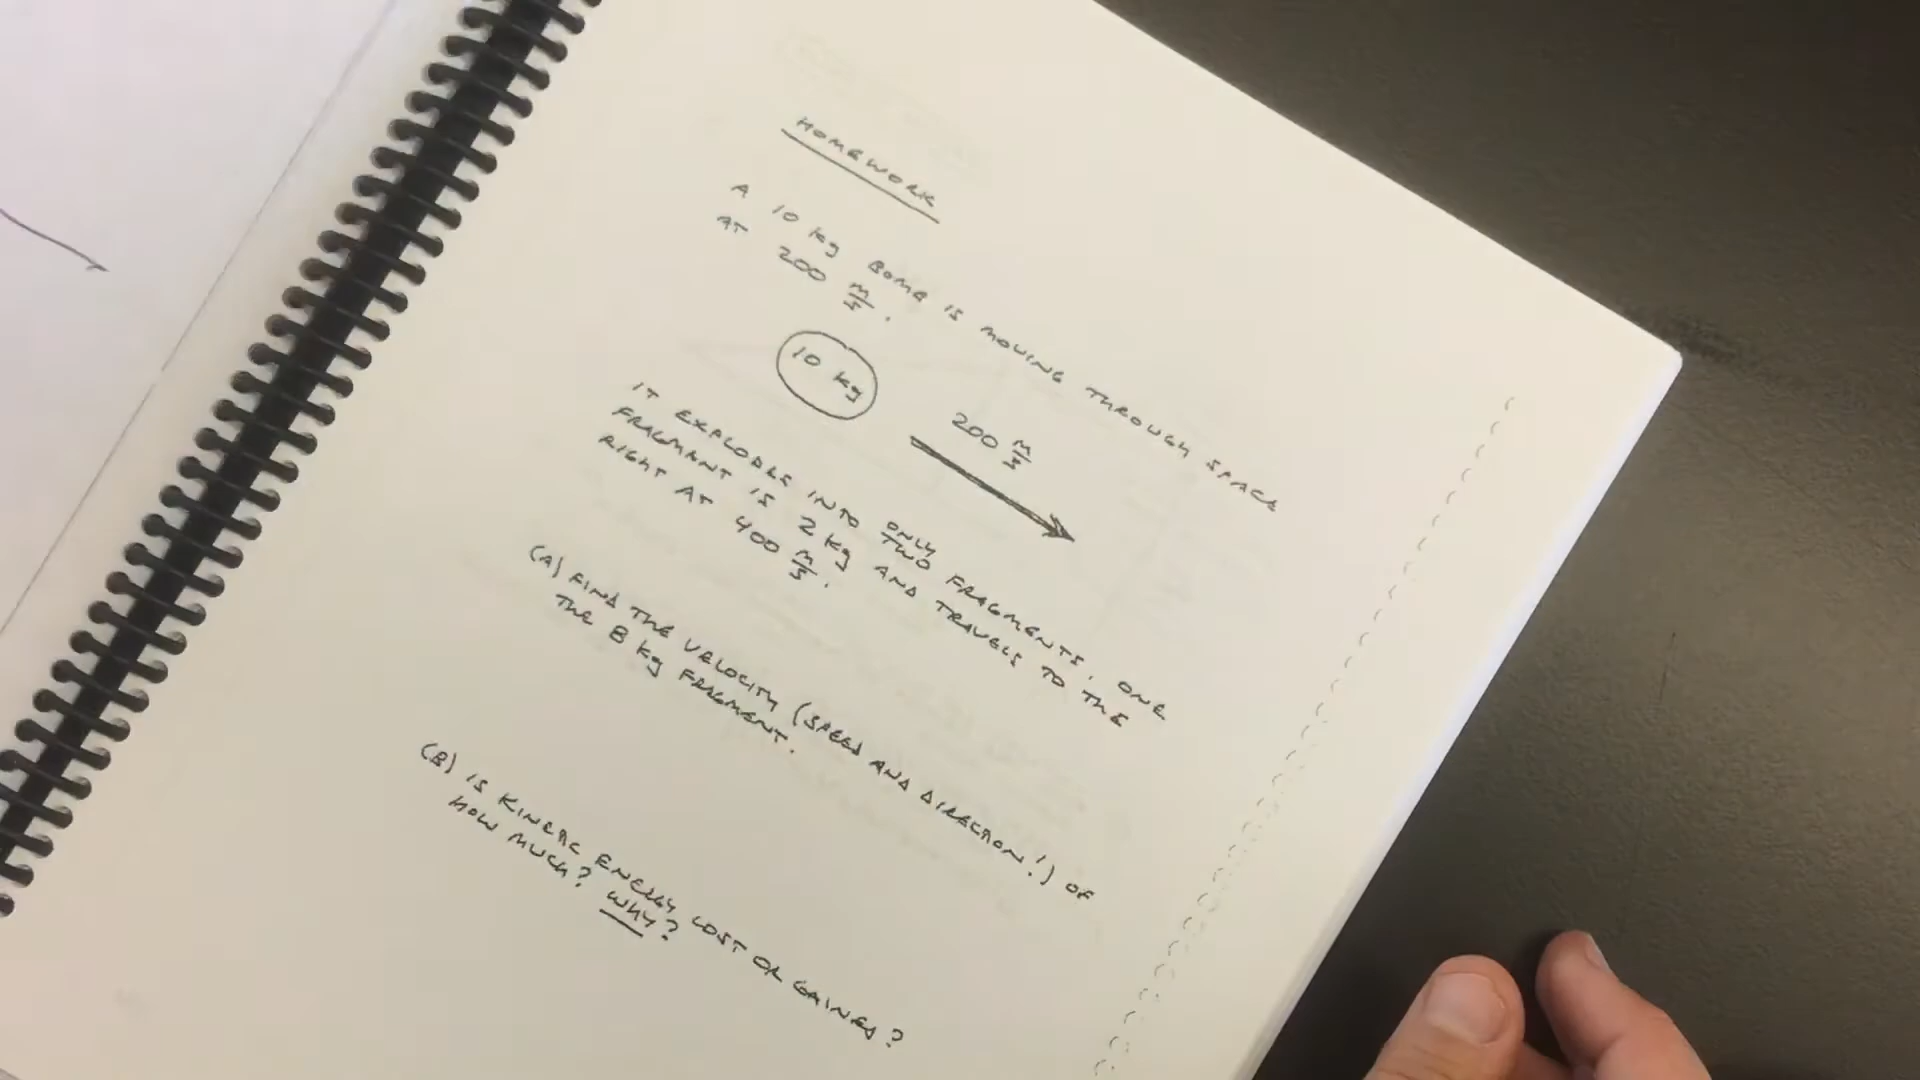 HOMEWORK
A 10 kg BOMB IS MOVING THROUGH SPACE
AT 200 m/s.
10 kg
200 m/s
IT EXPLODES INTO ONLY TWO FRAGMENTS. ONE
FRAGMENT IS 2 kg AND TRAVELS TO THE
RIGHT AT 400 m/s.
(A) FIND THE VELOCITY (SPEED AND DIRECTION!) OF
THE 8 kg FRAGMENT.
(B) IS KINETIC ENERGY LOST OR GAINED?
HOW MUCH? WHY?